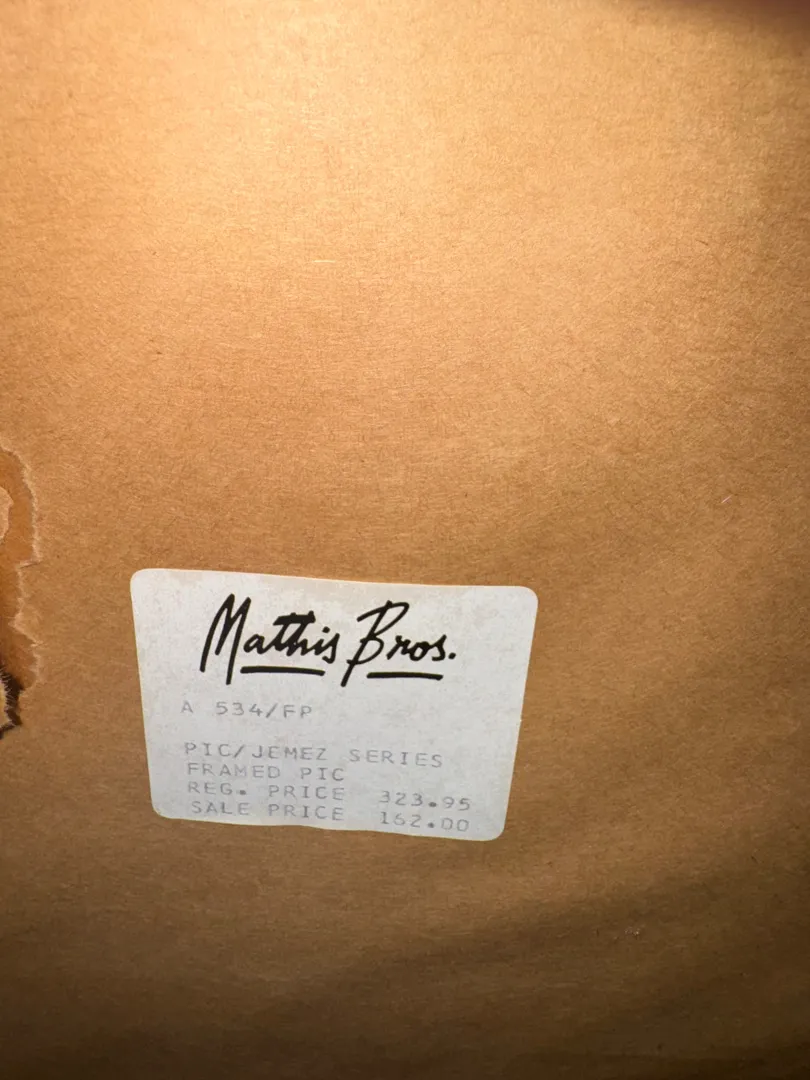 Mathis Bros.
A 534/FP
PIC/JEMEZ SERIES
FRAMED PIC
REG. PRICE 323.95
SALE PRICE 162.00